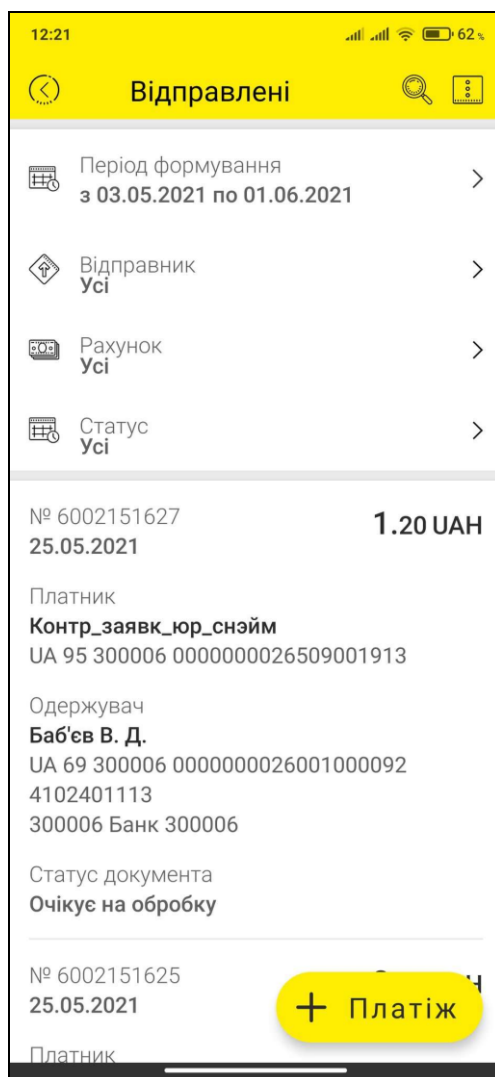 12:21
62%
Відправлені
Період формування
з 03.05.2021 по 01.06.2021
Відправник
Усі
Рахунок
Усі
Статус
Усі
№ 6002151627
1.20 UAH
25.05.2021
Платник
Контр_заявк_юр_снэйм
UA 95 300006 0000000026509001913
Одержувач
Баб'єв В. Д.
UA 69 300006 0000000026001000092
4102401113
300006 Банк 300006
Статус документа
Очікує на обробку
№ 6002151625
25.05.2021
+ Платіж
Платник